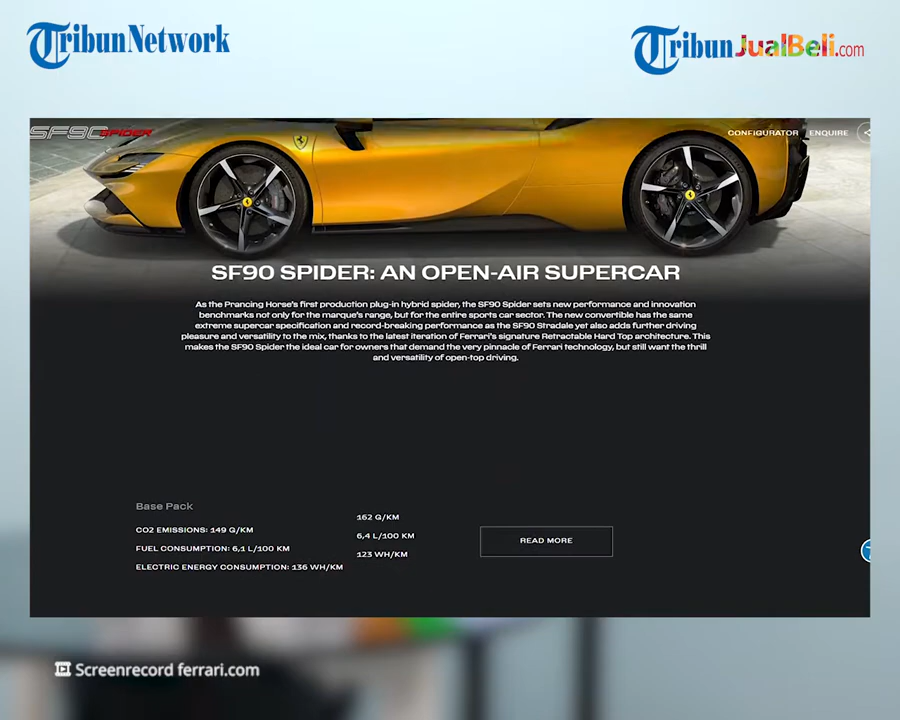 TribunNetwork
TribunJualBeli.com
SF90 SPIDER
CONFIGURATOR
ENQUIRE
SF90 SPIDER: AN OPEN-AIR SUPERCAR
As the Prancing Horse's first production plug-in hybrid spider, the SF90 Spider sets new performance and innovation
benchmarks not only for the marque's range, but for the entire sports car sector. The new convertible has the same
extreme supercar specification and record-breaking performance as the SF90 Stradale yet also adds further driving
pleasure and versatility to the mix, thanks to the latest iteration of Ferrari's signature Retractable Hard Top architecture. This
makes the SF90 Spider the ideal car for owners that demand the very pinnacle of Ferrari technology, but still want the thrill
and versatility of open-top driving.
Base Pack
CO2 EMISSIONS: 149 G/KM
FUEL CONSUMPTION: 6,1 L/100 KM
ELECTRIC ENERGY CONSUMPTION: 136 WH/KM
162 G/KM
6,4 L/100 KM
123 WH/KM
READ MORE
Screenrecord ferrari.com